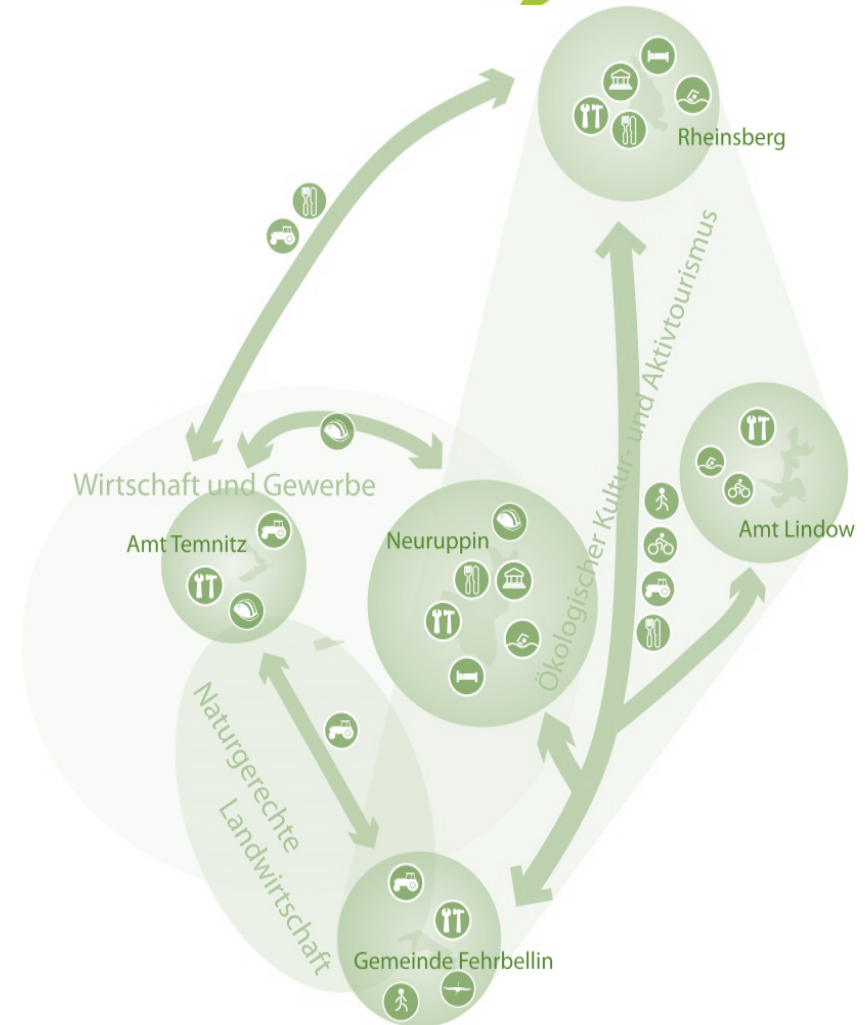 Rheinsberg
Ökologischer Kultur- und Aktivtourismus
Wirtschaft und Gewerbe
Amt Temnitz
Neuruppin
Amt Lindow
Naturgerechte
Landwirtschaft
Gemeinde Fehrbellin